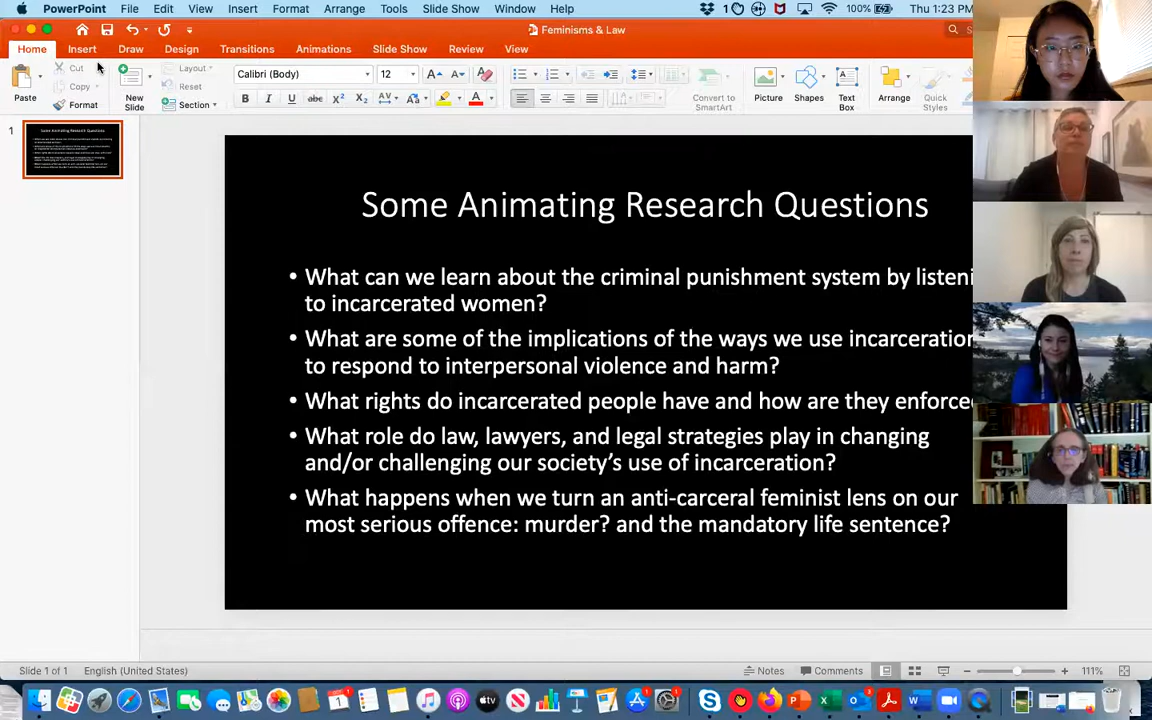 PowerPoint File Edit View Insert Format Arrange Tools Slide Show Window Help 1 100% Thu 1:23 PM
Feminisms & Law
Home Insert Draw Design Transitions Animations Slide Show Review View
Paste Cut Copy Format New Slide Layout Reset Section Calibri (Body) 12 Convert to SmartArt Picture Shapes Text Box Arrange Quick Styles
1
Some Animating Research Questions
• What can we learn about the criminal punishment system by listeni
to incarcerated women?
• What are some of the implications of the ways we use incarceration
to respond to interpersonal violence and harm?
• What rights do incarcerated people have and how are they enforce
• What role do law, lawyers, and legal strategies play in changing
and/or challenging our society's use of incarceration?
• What happens when we turn an anti-carceral feminist lens on our
most serious offence: murder? and the mandatory life sentence?
Slide 1 of 1 English (United States) Notes Comments 111%